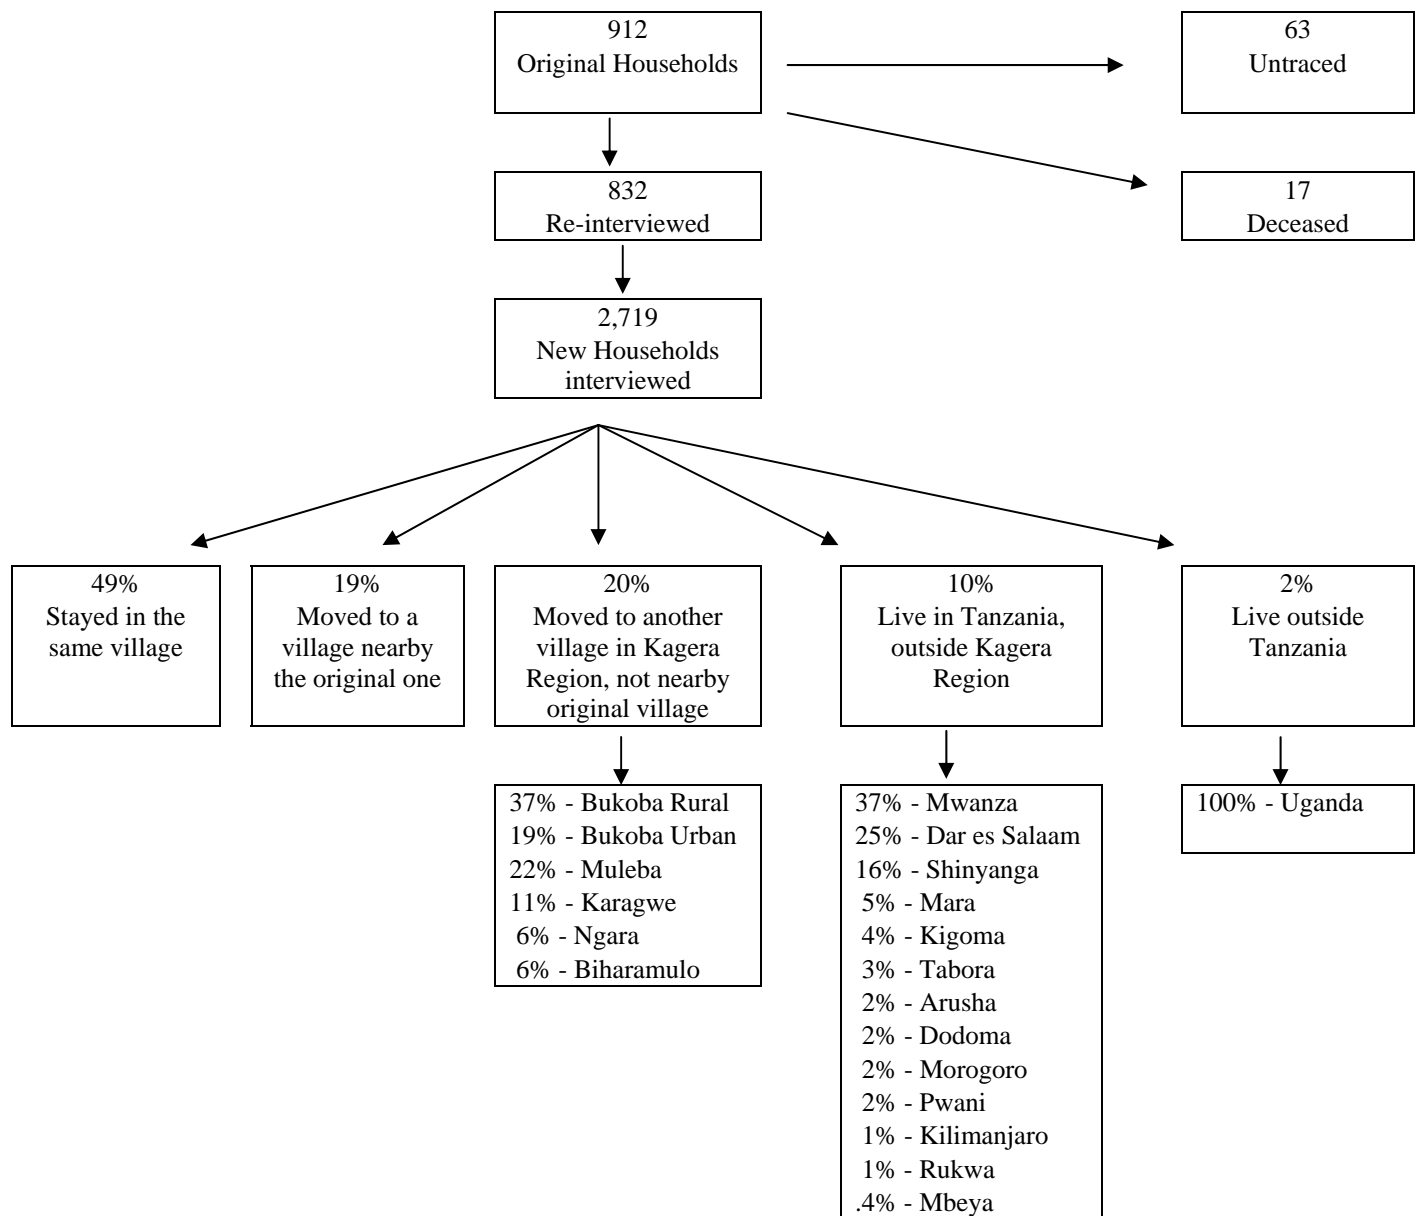 912
Original Households
63
Untraced
832
Re-interviewed
17
Deceased
2,719
New Households
interviewed
49%
Stayed in the
same village
19%
Moved to a
village nearby
the original one
20%
Moved to another
village in Kagera
Region, not nearby
original village
10%
Live in Tanzania,
outside Kagera
Region
2%
Live outside
Tanzania
37% - Bukoba Rural
19% - Bukoba Urban
22% - Muleba
11% - Karagwe
6% - Ngara
6% - Biharamulo
37% - Mwanza
25% - Dar es Salaam
16% - Shinyanga
5% - Mara
4% - Kigoma
3% - Tabora
2% - Arusha
2% - Dodoma
2% - Morogoro
2% - Pwani
1% - Kilimanjaro
1% - Rukwa
.4% - Mbeya
100% - Uganda